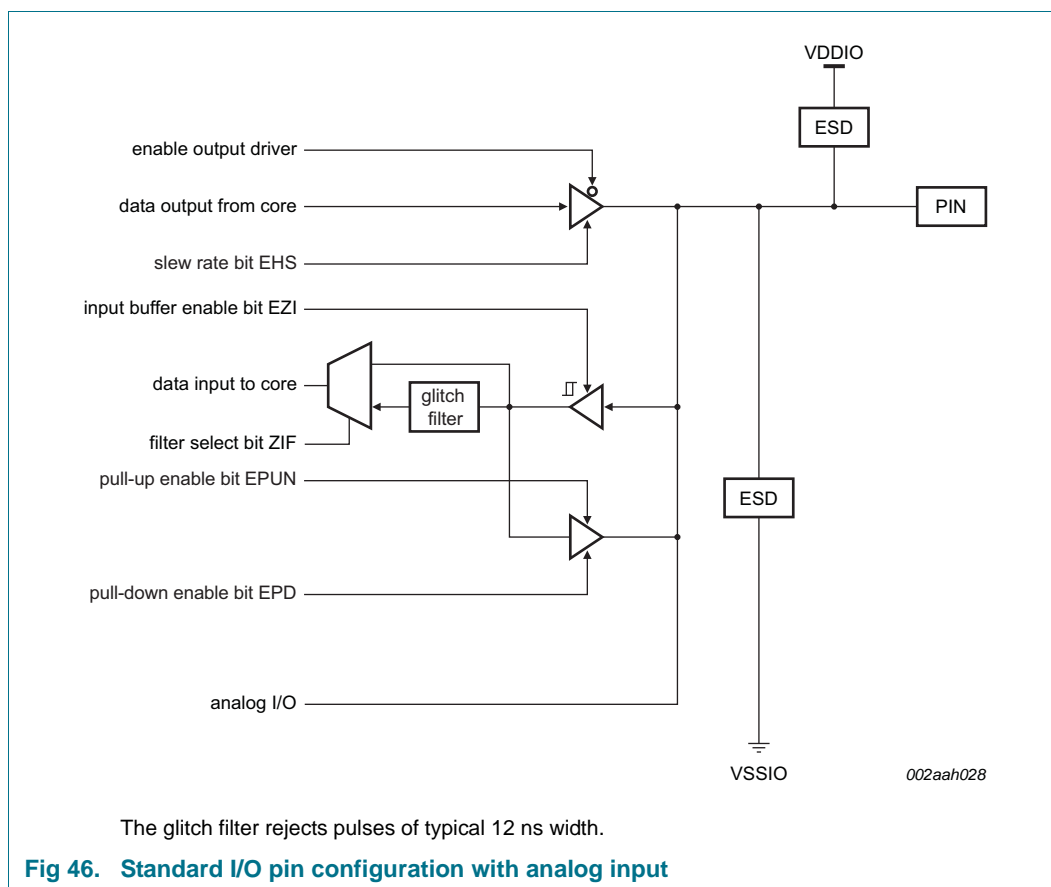 VDDIO
ESD
enable output driver
data output from core
PIN
slew rate bit EHS
input buffer enable bit EZI
data input to core
glitch
filter
filter select bit ZIF
pull-up enable bit EPUN
ESD
pull-down enable bit EPD
analog I/O
VSSIO
002aah028
The glitch filter rejects pulses of typical 12 ns width.
Fig 46. Standard I/O pin configuration with analog input